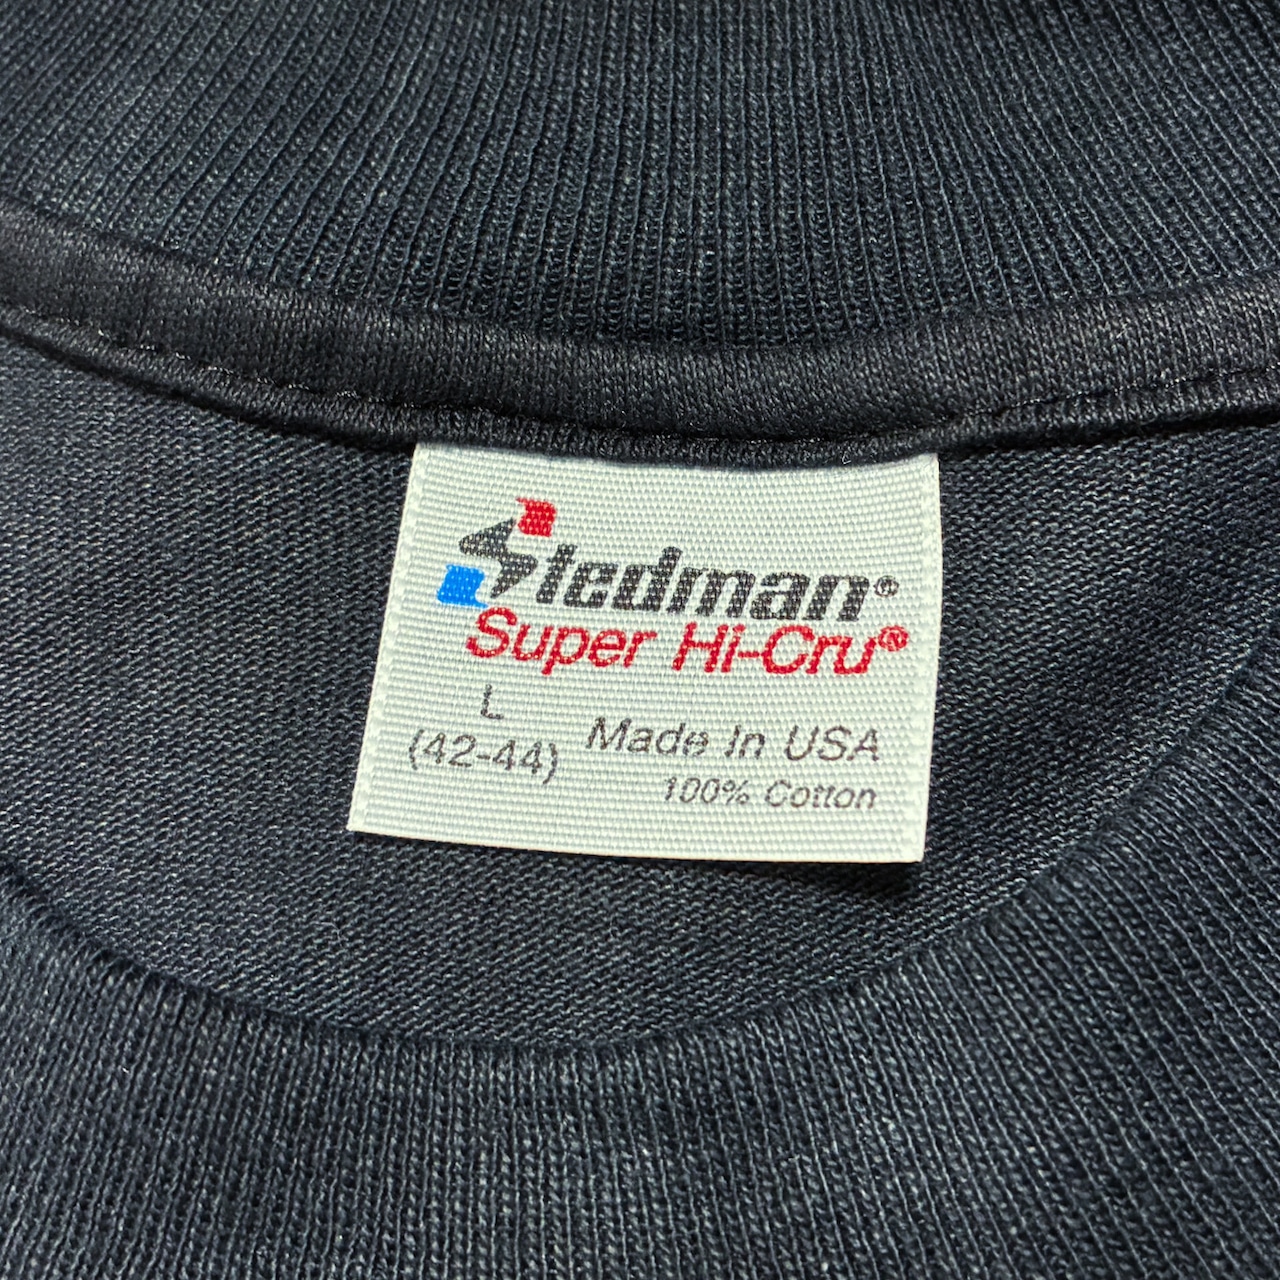 Stedman®
Super Hi-Cru®
L
(42-44)
Made In USA
100% Cotton